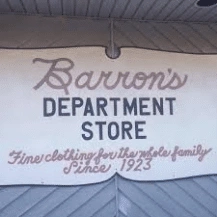 Barron's
DEPARTMENT
STORE
Fine clothing for the whole family
Since 1923